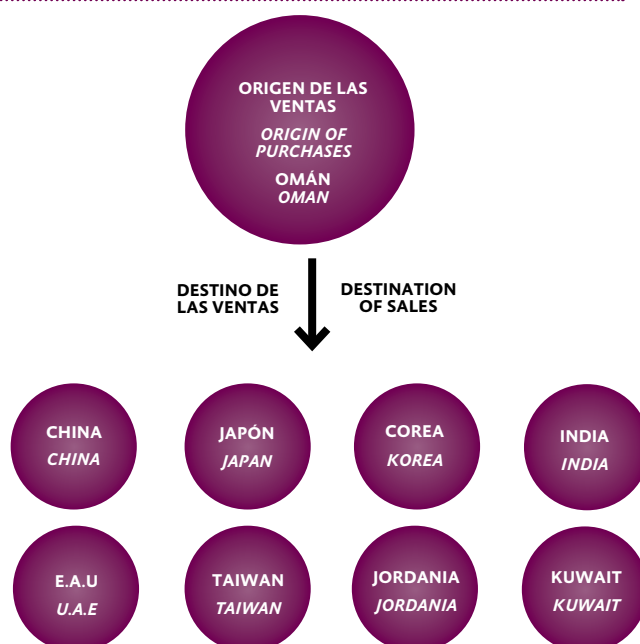 ORIGEN DE LAS
VENTAS
ORIGIN OF
PURCHASES
OMÁN
OMAN
DESTINO DE
LAS VENTAS
DESTINATION
OF SALES
CHINA
CHINA
JAPÓN
JAPAN
COREA
KOREA
INDIA
INDIA
E.A.U
U.A.E
TAIWAN
TAIWAN
JORDANIA
JORDANIA
KUWAIT
KUWAIT